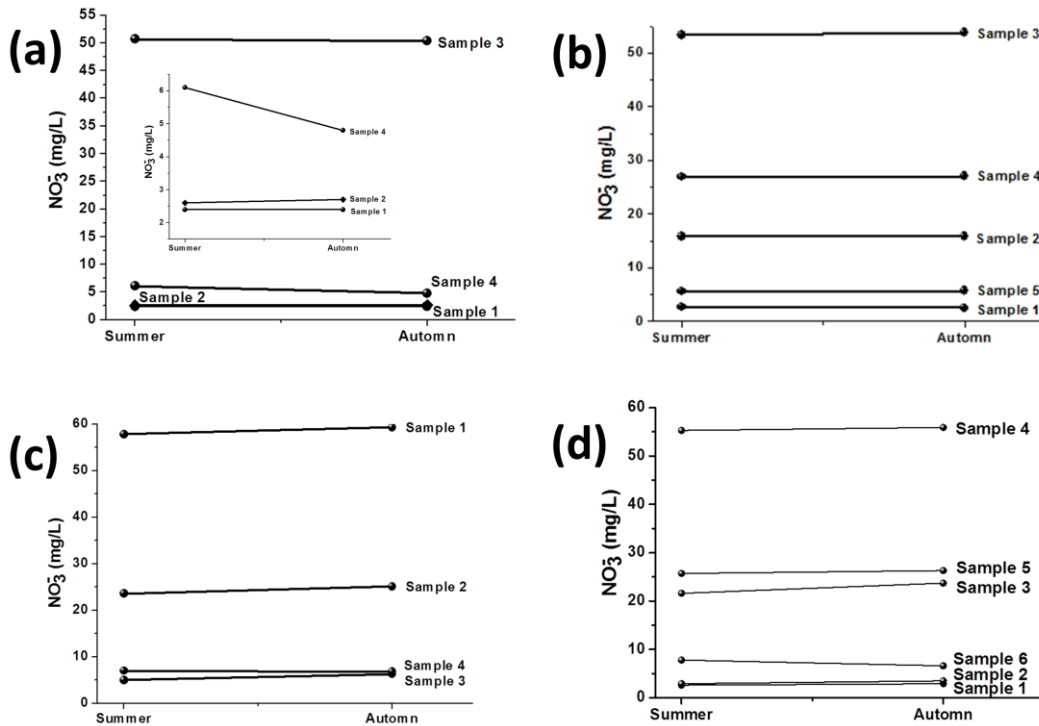 (a)
NO₃⁻ (mg/L)
55
50
45
40
35
30
25
20
15
10
5
0
Summer
Automn
Sample 3
Sample 4
Sample 2
Sample 1
NO₃⁻ (mg/L)
6
5
4
3
2
Summer
Automn
Sample 4
Sample 2
Sample 1
(b)
NO₃⁻ (mg/L)
50
40
30
20
10
0
Summer
Automn
Sample 3
Sample 4
Sample 2
Sample 5
Sample 1
(c)
NO₃⁻ (mg/L)
60
50
40
30
20
10
0
Summer
Automn
Sample 1
Sample 2
Sample 4
Sample 3
(d)
NO₃⁻ (mg/L)
60
50
40
30
20
10
0
Summer
Automn
Sample 4
Sample 5
Sample 3
Sample 6
Sample 2
Sample 1